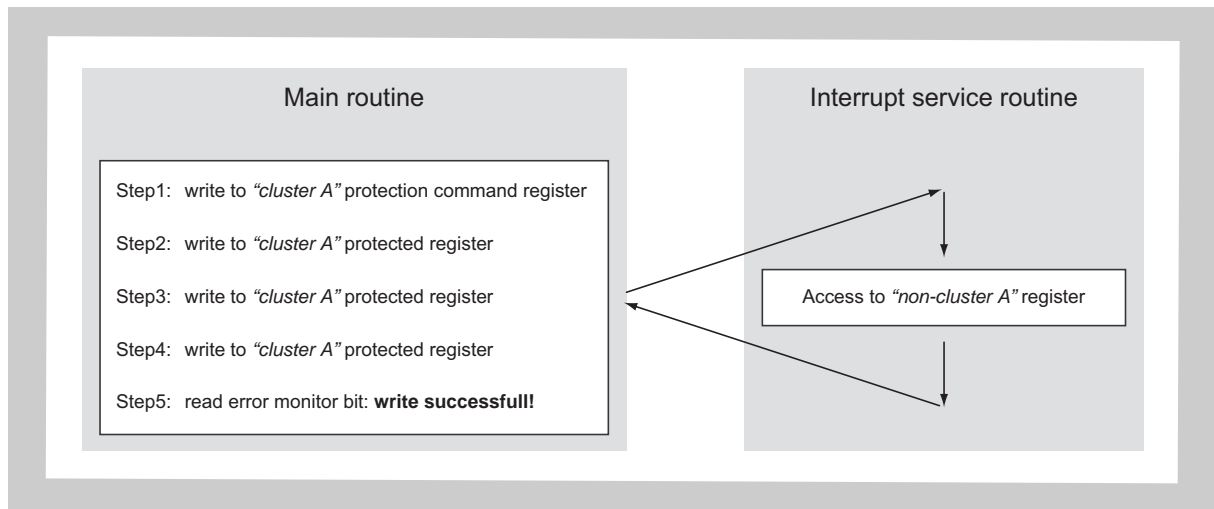 Main routine
Step1: write to “cluster A” protection command register
Step2: write to “cluster A” protected register
Step3: write to “cluster A” protected register
Step4: write to “cluster A” protected register
Step5: read error monitor bit: write successfull!
Interrupt service routine
Access to “non-cluster A” register